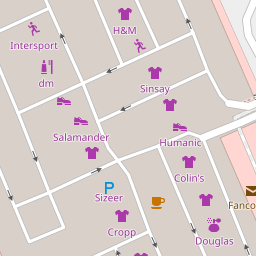 H&M
Intersport
dm
Sinsay
Salamander
Humanic
Colin's
P
Sizeer
Fanco
Cropp
Douglas